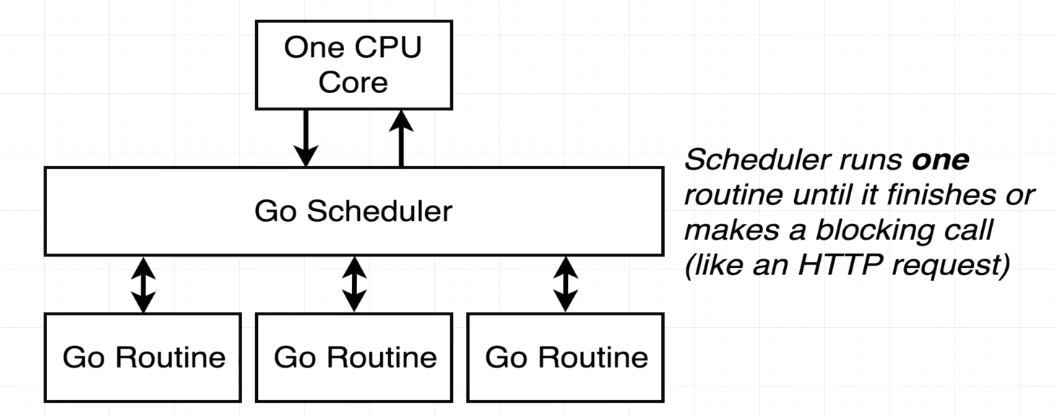 One CPU
Core
Go Scheduler
Scheduler runs one
routine until it finishes or
makes a blocking call
(like an HTTP request)
Go Routine
Go Routine
Go Routine